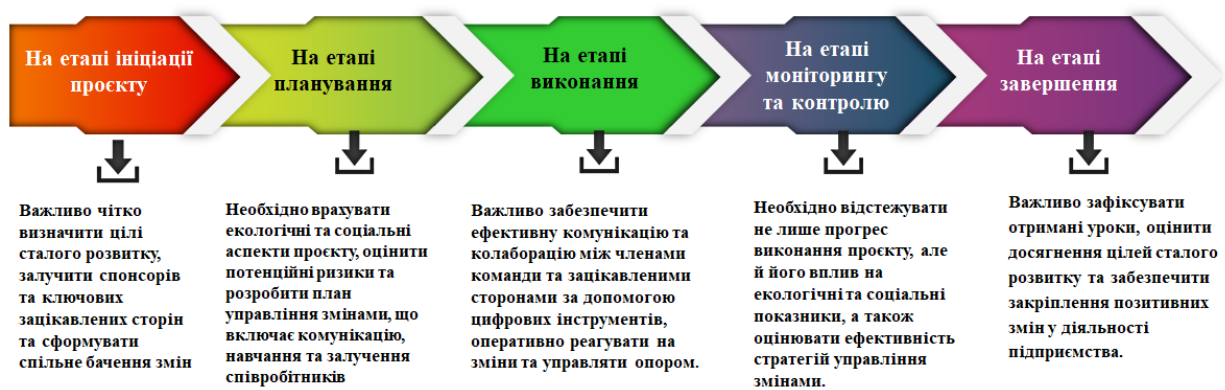 На етапі ініціації
проєкту
Важливо чітко
визначити цілі
сталого розвитку,
залучити спонсорів
та ключових
зацікавлених сторін
та сформувати
спільне бачення змін
На етапі
планування
Необхідно врахувати
екологічні та соціальні
аспекти проєкту, оцінити
потенційні ризики та
розробити план
управління змінами, що
включає комунікацію,
навчання та залучення
співробітників
На етапі
виконання
Важливо забезпечити
ефективну комунікацію та
колаборацію між членами
команди та зацікавленими
сторонами за допомогою
цифрових інструментів,
оперативно реагувати на
зміни та управляти опором.
На етапі
моніторингу
та контролю
Необхідно відстежувати
не лише прогрес
виконання проєкту, але
й його вплив на
екологічні та соціальні
показники, а також
оцінювати ефективність
стратегій управління
змінами.
На етапі
завершення
Важливо зафіксувати
отримані уроки, оцінити
досягнення цілей сталого
розвитку та забезпечити
закріплення позитивних
змін у діяльності
підприємства.